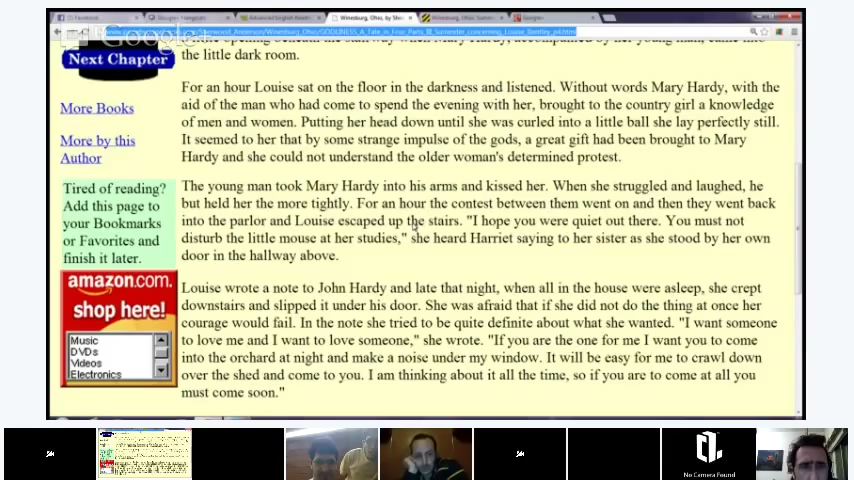 Facebook
Google+ Hangouts
Winesburg, Ohio, by She
Winesburg, Ohio: Summ
Google+
Google+
the little dark room.
Next Chapter
More Books
More by this
Author
Tired of reading?
Add this page to
your Bookmarks
or Favorites and
finish it later.
amazon.com.
shop here!
Music
DVDs
Videos
Electronics
For an hour Louise sat on the floor in the darkness and listened. Without words Mary Hardy, with the
aid of the man who had come to spend the evening with her, brought to the country girl a knowledge
of men and women. Putting her head down until she was curled into a little ball she lay perfectly still.
It seemed to her that by some strange impulse of the gods, a great gift had been brought to Mary
Hardy and she could not understand the older woman's determined protest.
The young man took Mary Hardy into his arms and kissed her. When she struggled and laughed, he
but held her the more tightly. For an hour the contest between them went on and then they went back
into the parlor and Louise escaped up the stairs. "I hope you were quiet out there. You must not
disturb the little mouse at her studies," she heard Harriet saying to her sister as she stood by her own
door in the hallway above.
Louise wrote a note to John Hardy and late that night, when all in the house were asleep, she crept
downstairs and slipped it under his door. She was afraid that if she did not do the thing at once her
courage would fail. In the note she tried to be quite definite about what she wanted. "I want someone
to love me and I want to love someone," she wrote. "If you are the one for me I want you to come
into the orchard at night and make a noise under my window. It will be easy for me to crawl down
over the shed and come to you. I am thinking about it all the time, so if you are to come at all you
must come soon."
No Camera Found